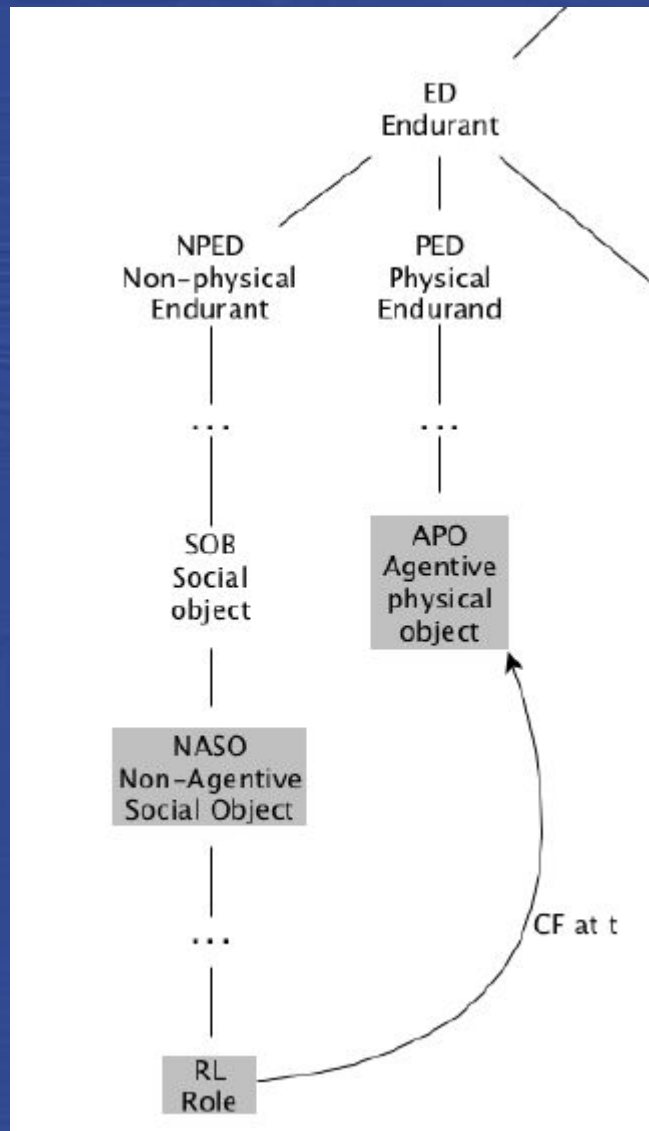 ED
Endurant
NPED
Non-physical
Endurant
PED
Physical
Endurand
...
...
SOB
Social
object
APO
Agentive
physical
object
NASO
Non-Agentive
Social Object
CF at t
...
RL
Role